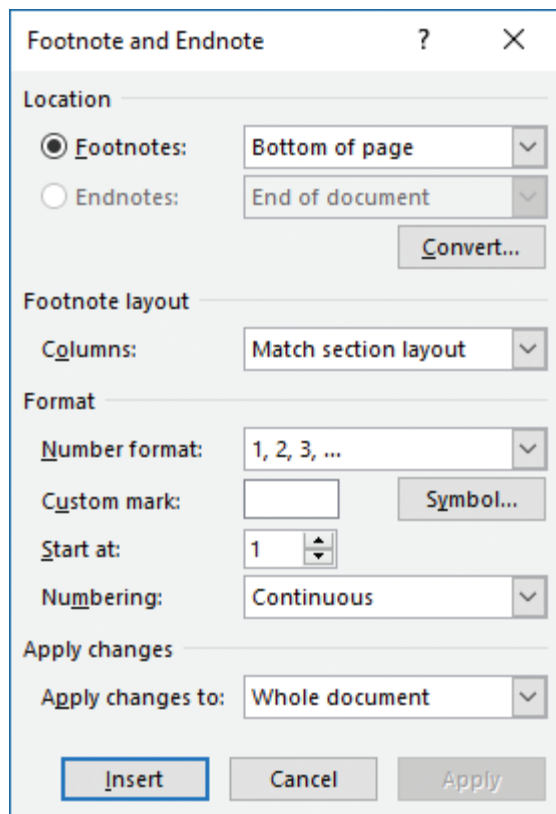 Footnote and Endnote ? X
Location
Footnotes: Bottom of page
Endnotes: End of document
Convert...
Footnote layout
Columns: Match section layout
Format
Number format: 1, 2, 3, ...
Custom mark: Symbol...
Start at: 1
Numbering: Continuous
Apply changes
Apply changes to: Whole document
Insert Cancel Apply